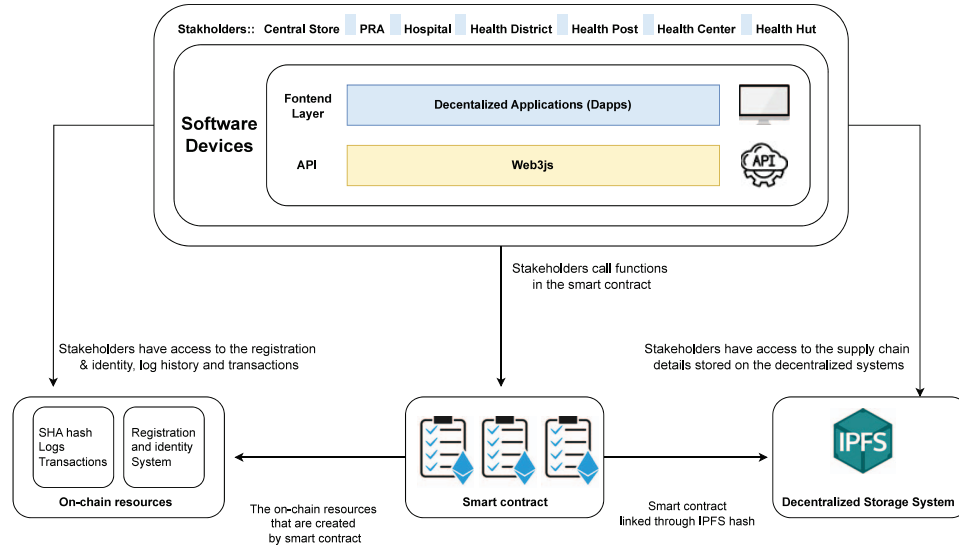 Stakholders:: Central Store PRA Hospital Health District Health Post Health Center Health Hut
Software
Devices
Fontend
Layer
Decentalized Applications (Dapps)
API
Web3js
API
Stakeholders call functions
in the smart contract
Stakeholders have access to the registration
& identity, log history and transactions
Stakeholders have access to the supply chain
details stored on the decentralized systems
SHA hash
Logs
Transactions
Registration
and identity
System
On-chain resources
Smart contract
IPFS
Decentralized Storage System
The on-chain resources
that are created
by smart contract
Smart contract
linked through IPFS hash